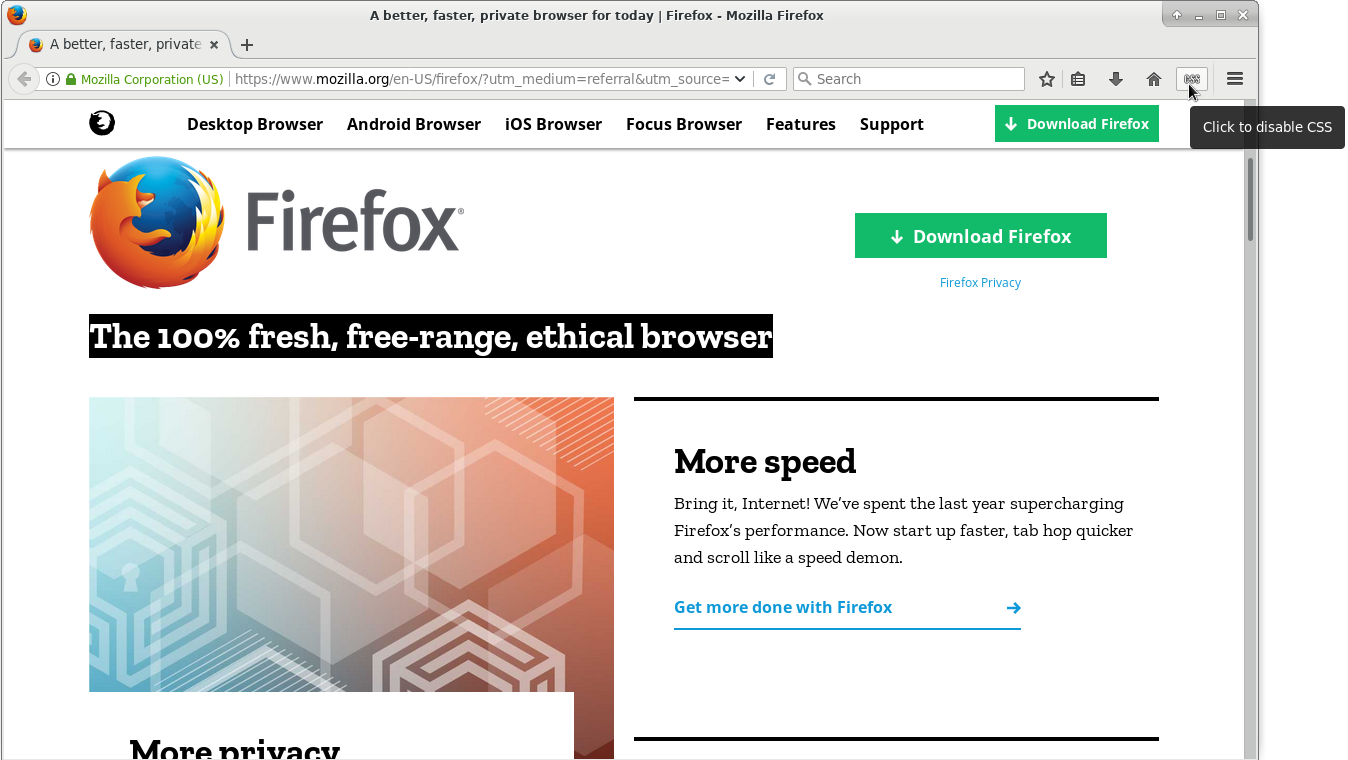 A better, faster, private browser for today | Firefox - Mozilla Firefox
A better, faster, private
Mozilla Corporation (US) https://www.mozilla.org/en-US/firefox/?utm_medium=referral&utm_source= Search CSS
Click to disable CSS
Desktop Browser Android Browser iOS Browser Focus Browser Features Support Download Firefox
Firefox®
Download Firefox
Firefox Privacy
The 100% fresh, free-range, ethical browser
More speed
Bring it, Internet! We’ve spent the last year supercharging
Firefox’s performance. Now start up faster, tab hop quicker
and scroll like a speed demon.
Get more done with Firefox
More privacy